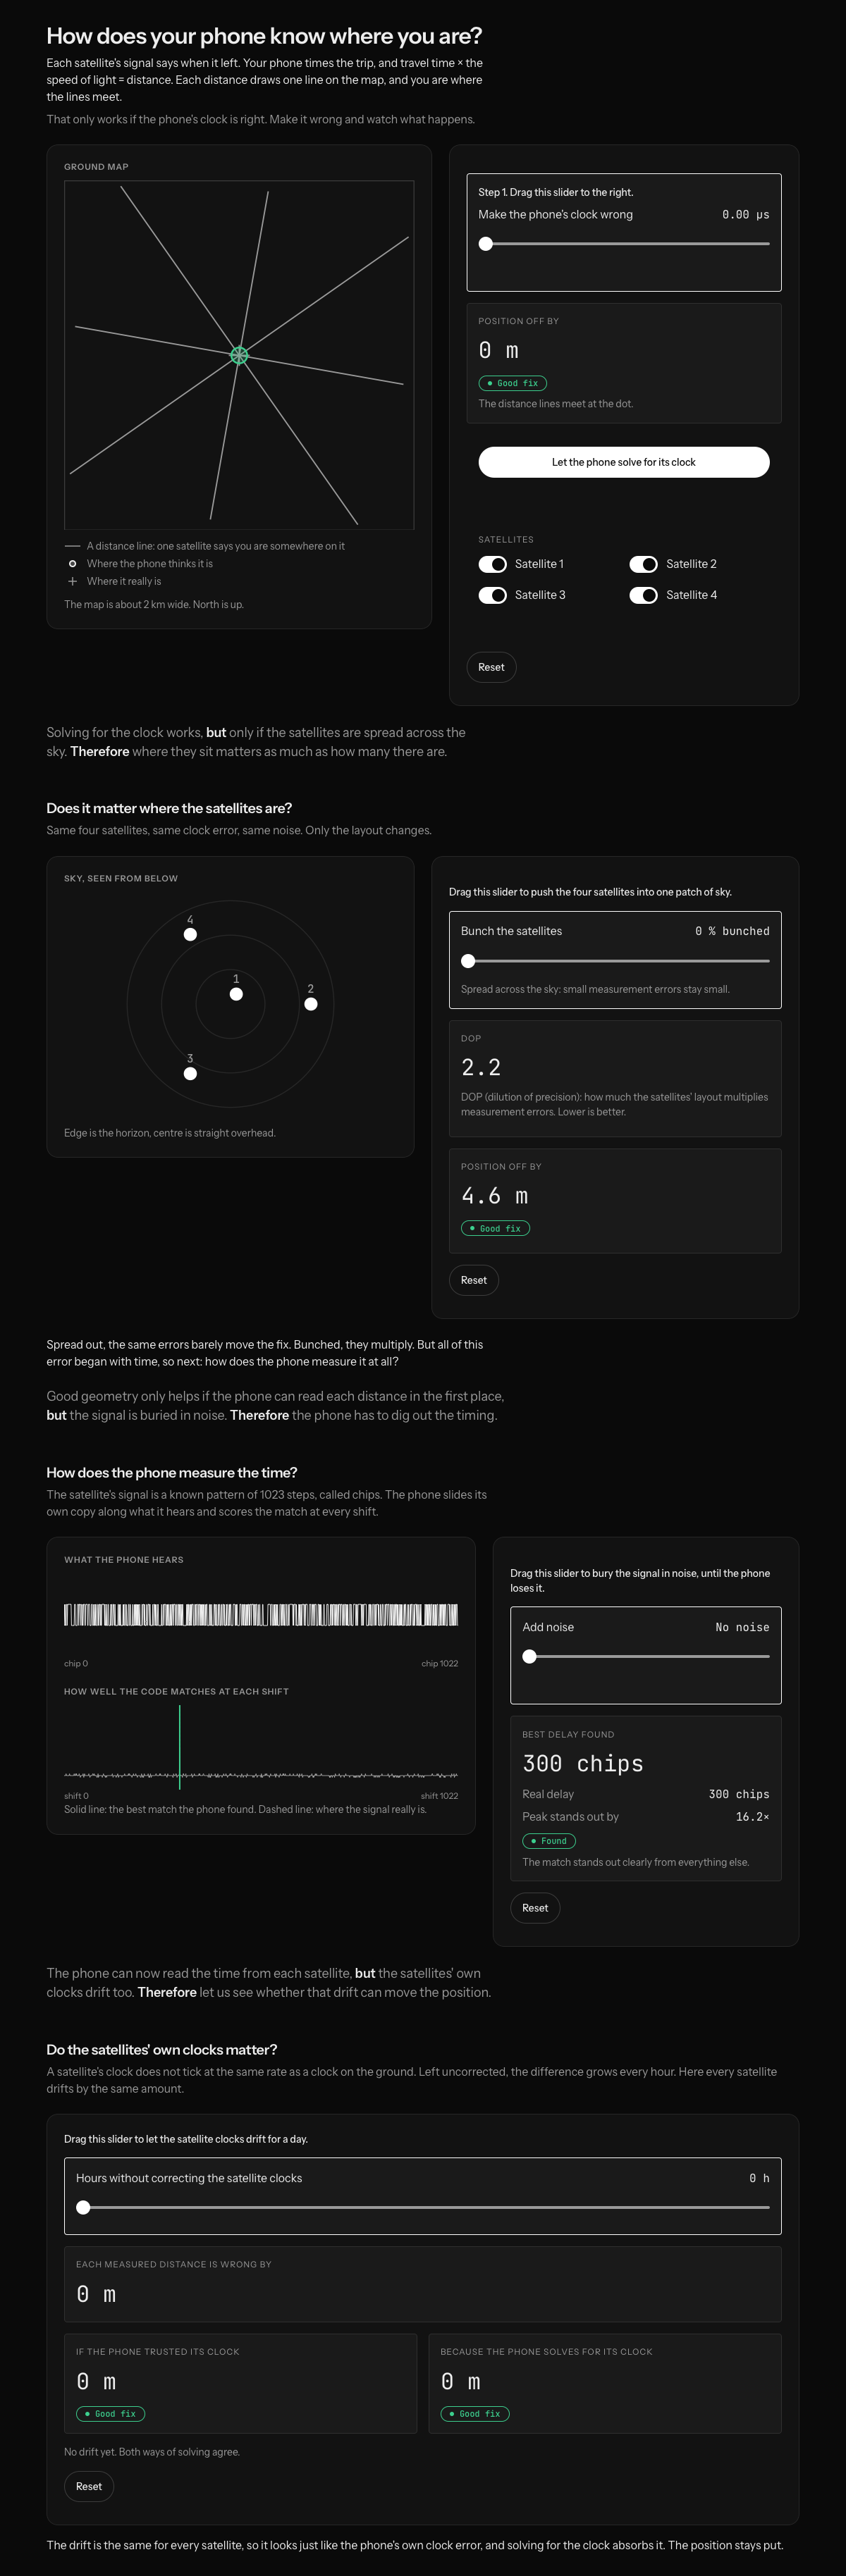 How does your phone know where you are?
Each satellite's signal says when it left. Your phone times the trip, and travel time × the
speed of light = distance. Each distance draws one line on the map, and you are where
the lines meet.
That only works if the phone's clock is right. Make it wrong and watch what happens.
GROUND MAP
A distance line: one satellite says you are somewhere on it
Where the phone thinks it is
Where it really is
The map is about 2 km wide. North is up.
Step 1. Drag this slider to the right.
Make the phone's clock wrong 0.00 µs
POSITION OFF BY
0 m
Good fix
The distance lines meet at the dot.
Let the phone solve for its clock
SATELLITES
Satellite 1 Satellite 2
Satellite 3 Satellite 4
Reset
Solving for the clock works, but only if the satellites are spread across the
sky. Therefore where they sit matters as much as how many there are.
Does it matter where the satellites are?
Same four satellites, same clock error, same noise. Only the layout changes.
SKY, SEEN FROM BELOW
4
1
2
3
Edge is the horizon, centre is straight overhead.
Drag this slider to push the four satellites into one patch of sky.
Bunch the satellites 0 % bunched
Spread across the sky: small measurement errors stay small.
DOP
2.2
DOP (dilution of precision): how much the satellites' layout multiplies
measurement errors. Lower is better.
POSITION OFF BY
4.6 m
Good fix
Reset
Spread out, the same errors barely move the fix. Bunched, they multiply. But all of this
error began with time, so next: how does the phone measure it at all?
Good geometry only helps if the phone can read each distance in the first place,
but the signal is buried in noise. Therefore the phone has to dig out the timing.
How does the phone measure the time?
The satellite's signal is a known pattern of 1023 steps, called chips. The phone slides its
own copy along what it hears and scores the match at every shift.
WHAT THE PHONE HEARS
chip 0 chip 1022
HOW WELL THE CODE MATCHES AT EACH SHIFT
shift 0 shift 1022
Solid line: the best match the phone found. Dashed line: where the signal really is.
Drag this slider to bury the signal in noise, until the phone
loses it.
Add noise No noise
BEST DELAY FOUND
300 chips
Real delay 300 chips
Peak stands out by 16.2×
Found
The match stands out clearly from everything else.
Reset
The phone can now read the time from each satellite, but the satellites' own
clocks drift too. Therefore let us see whether that drift can move the position.
Do the satellites' own clocks matter?
A satellite's clock does not tick at the same rate as a clock on the ground. Left uncorrected, the difference grows every hour. Here every satellite
drifts by the same amount.
Drag this slider to let the satellite clocks drift for a day.
Hours without correcting the satellite clocks 0 h
EACH MEASURED DISTANCE IS WRONG BY
0 m
IF THE PHONE TRUSTED ITS CLOCK
0 m
Good fix
BECAUSE THE PHONE SOLVES FOR ITS CLOCK
0 m
Good fix
No drift yet. Both ways of solving agree.
Reset
The drift is the same for every satellite, so it looks just like the phone's own clock error, and solving for the clock absorbs it. The position stays put.